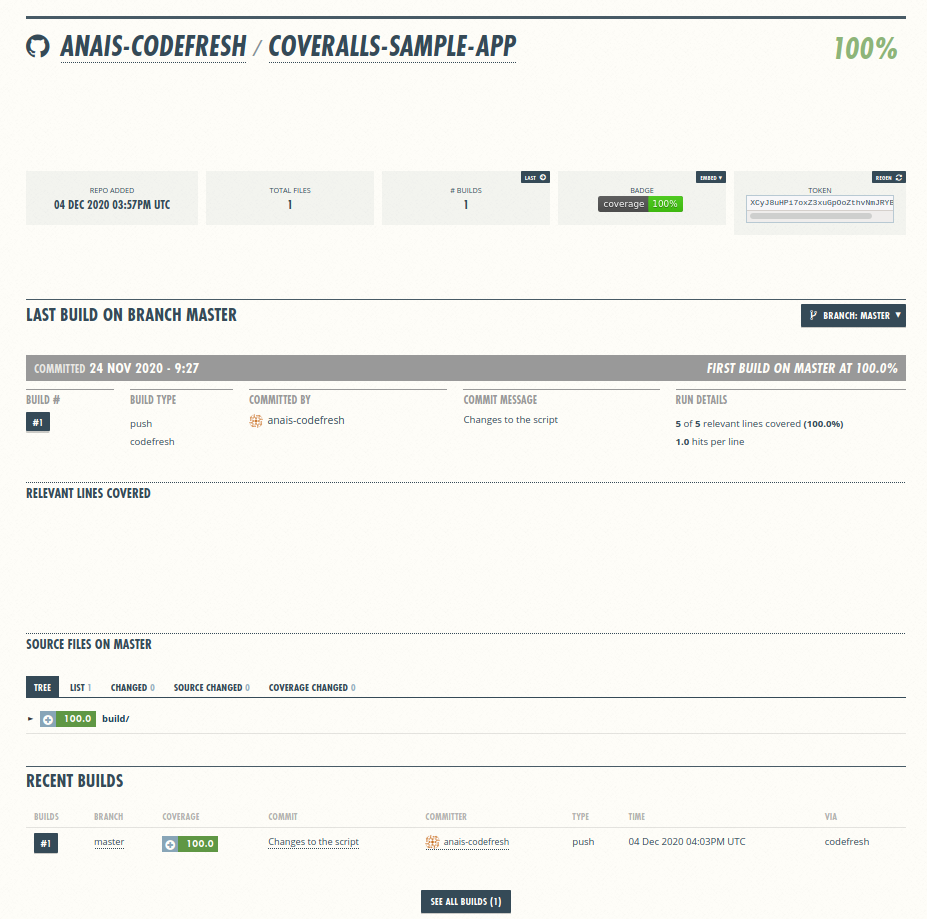 ANAIS-CODEFRESH / COVERALLS-SAMPLE-APP
100%
REPO ADDED
04 DEC 2020 03:57PM UTC
TOTAL FILES
1
LAST
# BUILDS
1
EMBED ▾
BADGE
coverage 100%
REGEN
TOKEN
XCyJ8uHPi7oxZ3xuGpOoZthvNmJRYE
LAST BUILD ON BRANCH MASTER
BRANCH: MASTER ▼
COMMITTED 24 NOV 2020 - 9:27
FIRST BUILD ON MASTER AT 100.0%
BUILD # BUILD TYPE COMMITTED BY COMMIT MESSAGE RUN DETAILS
#1 push anais-codefresh Changes to the script 5 of 5 relevant lines covered (100.0%)
codefresh 1.0 hits per line
RELEVANT LINES COVERED
SOURCE FILES ON MASTER
TREE LIST 1 CHANGED 0 SOURCE CHANGED 0 COVERAGE CHANGED 0
► 100.0 build/
RECENT BUILDS
BUILDS BRANCH COVERAGE COMMIT COMMITTER TYPE TIME VIA
#1 master 100.0 Changes to the script anais-codefresh push 04 Dec 2020 04:03PM UTC codefresh
SEE ALL BUILDS (1)